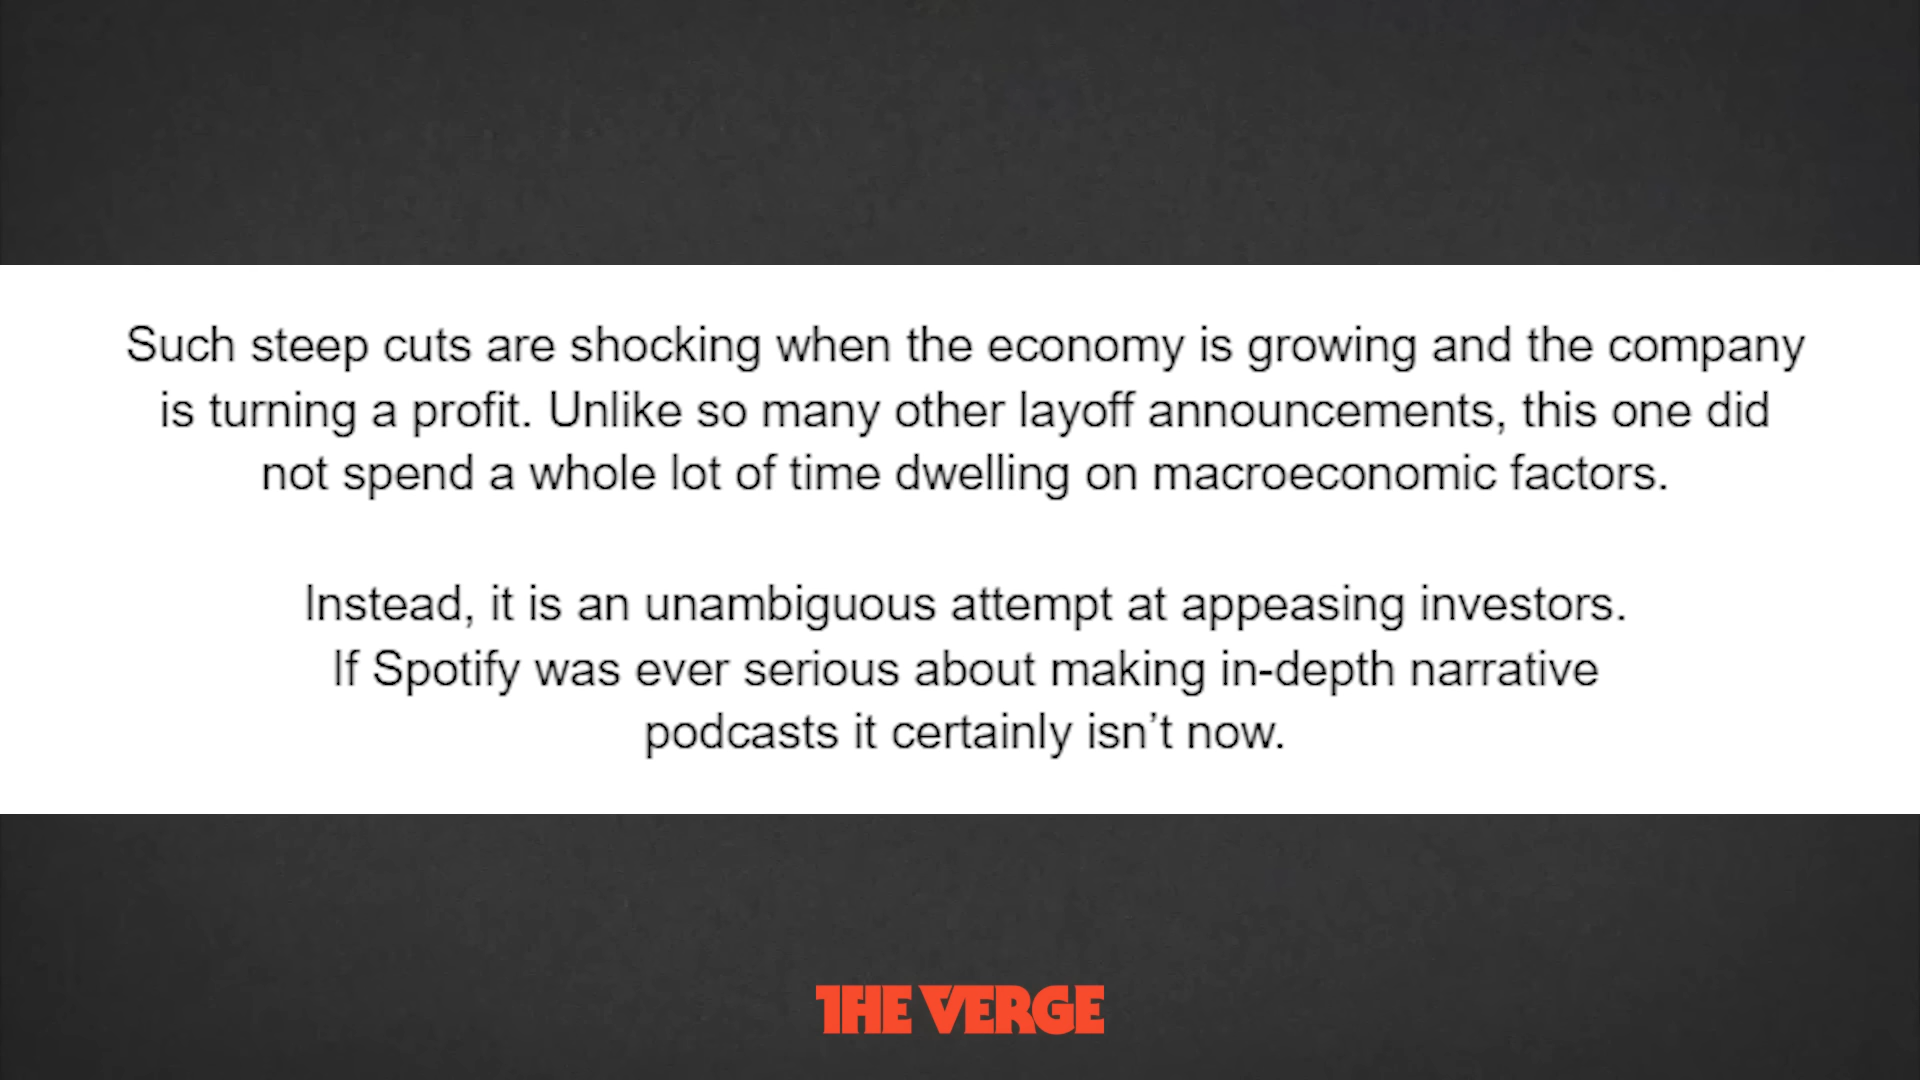 Such steep cuts are shocking when the economy is growing and the company
is turning a profit. Unlike so many other layoff announcements, this one did
not spend a whole lot of time dwelling on macroeconomic factors.
Instead, it is an unambiguous attempt at appeasing investors.
If Spotify was ever serious about making in-depth narrative
podcasts it certainly isn’t now.
THE VERGE